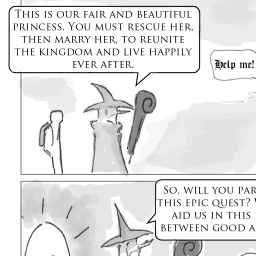 This is our fair and beautiful
princess. You must rescue her,
then marry her, to reunite
the kingdom and live happily
ever after.
Help me!
So, will you par
this epic quest?
aid us in this
between good a